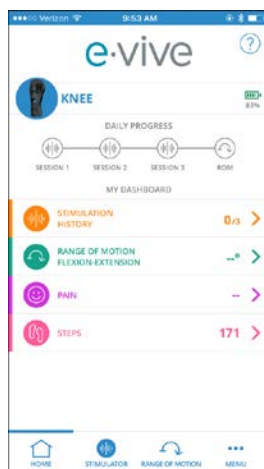 Verizon 9:53 AM
e·vive
?
KNEE
83%
DAILY PROGRESS
SESSION 1 SESSION 2 SESSION 3 ROM
MY DASHBOARD
STIMULATION
HISTORY
0/3
RANGE OF MOTION
FLEXION-EXTENSION
--°
PAIN
--
STEPS
171
HOME STIMULATOR RANGE OF MOTION MENU